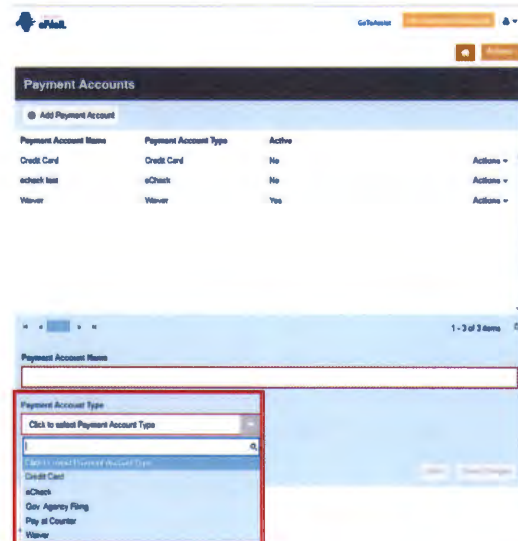 GoToAssist
Actions
Payment Accounts
Add Payment Account
Payment Account Name Payment Account Type Active
Credit Card Credit Card No Actions
echeck test eCheck No Actions
Waiver Waiver Yes Actions
1 - 3 of 3 items
Payment Account Name
Payment Account Type
Click to select Payment Account Type
Click to select Payment Account Type
Credit Card
eCheck
Gov Agency Filing
Pay at Counter
Waiver